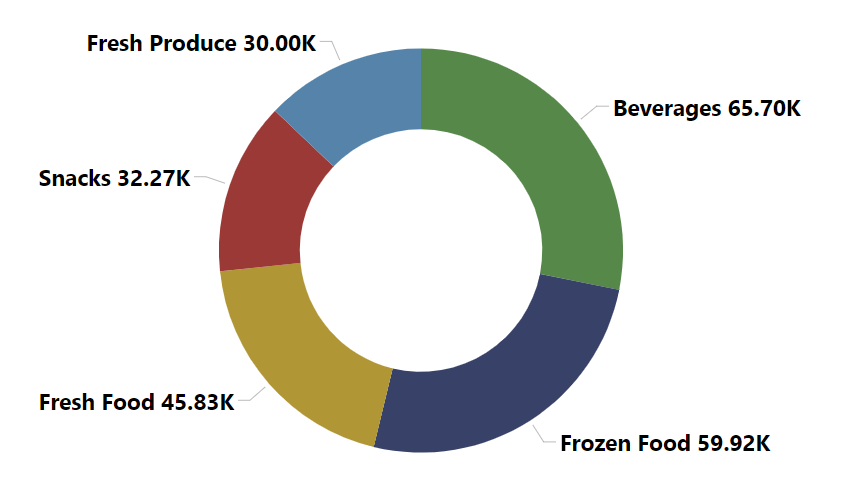 Fresh Produce 30.00K
Beverages 65.70K
Snacks 32.27K
Fresh Food 45.83K
Frozen Food 59.92K